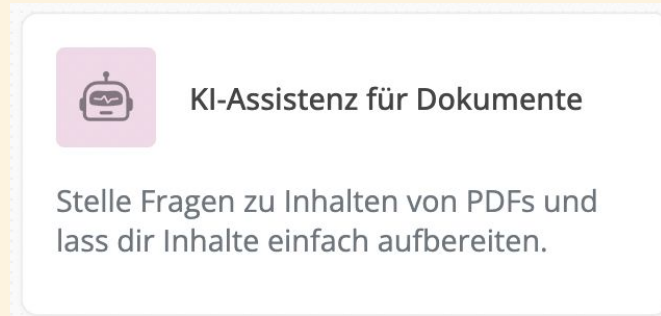 KI-Assistenz für Dokumente
Stelle Fragen zu Inhalten von PDFs und
lass dir Inhalte einfach aufbereiten.